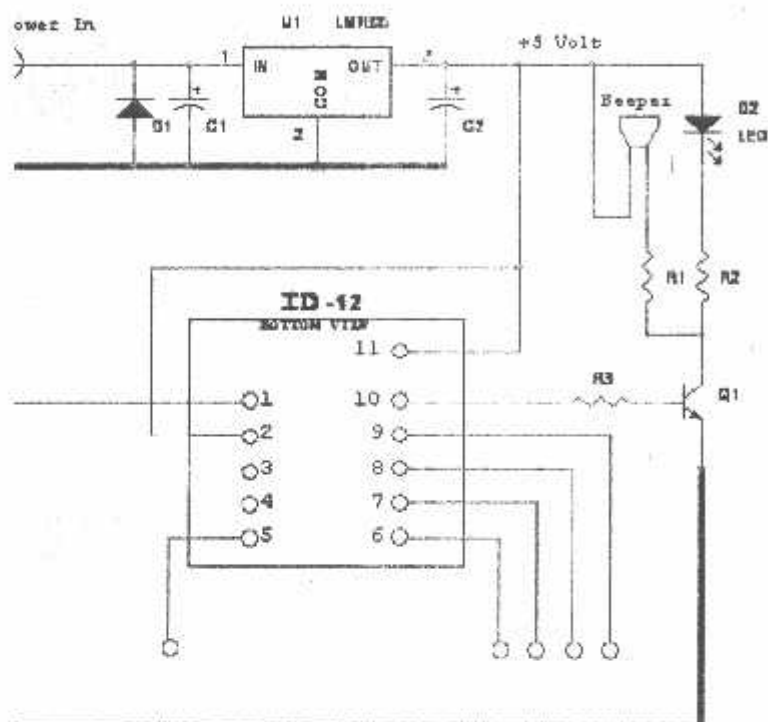 ower In
U1
1
IN
OUT
COM
2
+
D1
C1
+
C2
+5 Volt
Beeper
D2
LED
R1
R2
ID-12
BOTTOM VIEW
11
1
10
R3
Q1
2
9
3
8
4
7
5
6